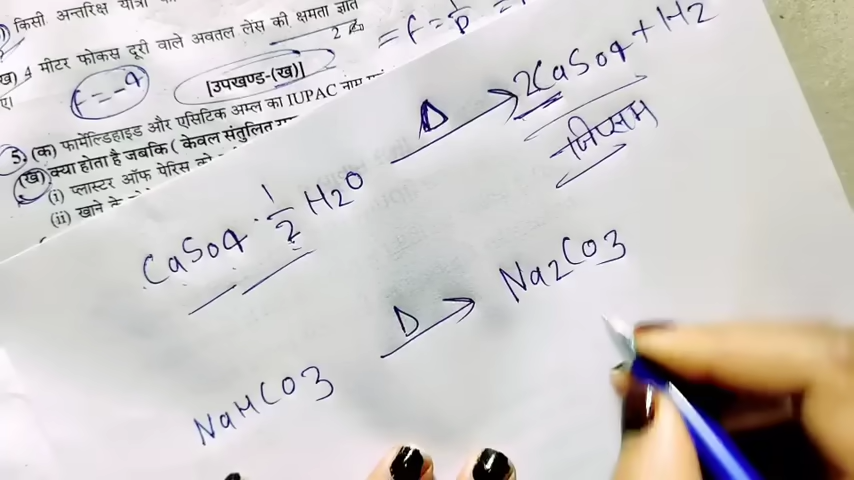 किसी अन्तरिक्ष यात्री
(ख) 4 मीटर फोकस दूरी वाले अवतल लेंस की क्षमता ज्ञात
2
= f = 1/P =
f = -4
[उपखण्ड-(ख)]
5. (क) फार्मेल्डिहाइड और एसिटिक अम्ल का IUPAC नाम
(ख) क्या होता है जबकि ( केवल संतुलित
(i) प्लास्टर ऑफ पेरिस को
(ii) खाने के
CaSO4 · 1/2 H2O Δ → 2CaSO4 + H2
जिप्सम
NaHCO3 Δ → Na2CO3